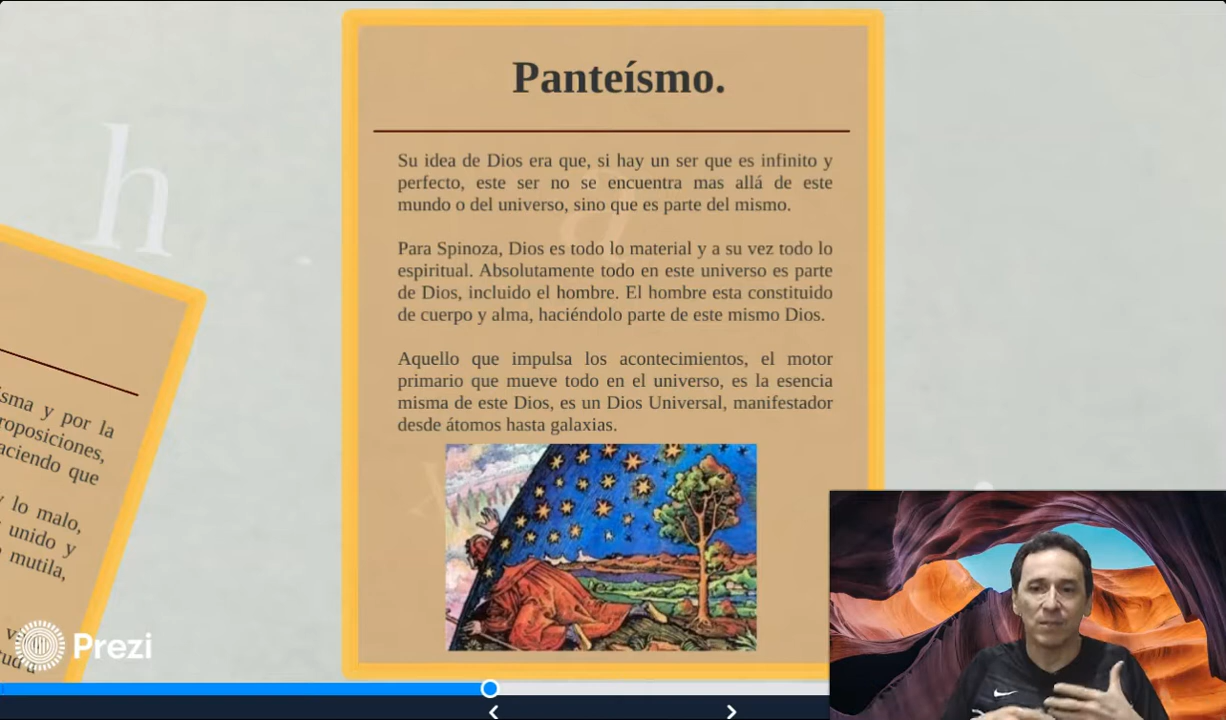 Panteísmo.
Su idea de Dios era que, si hay un ser que es infinito y
perfecto, este ser no se encuentra mas allá de este
mundo o del universo, sino que es parte del mismo.
Para Spinoza, Dios es todo lo material y a su vez todo lo
espiritual. Absolutamente todo en este universo es parte
de Dios, incluido el hombre. El hombre esta constituido
de cuerpo y alma, haciéndolo parte de este mismo Dios.
Aquello que impulsa los acontecimientos, el motor
primario que mueve todo en el universo, es la esencia
misma de este Dios, es un Dios Universal, manifestador
desde átomos hasta galaxias.
h
a
x
y por la
que
y lo malo,
unido y
mutila,
Prezi